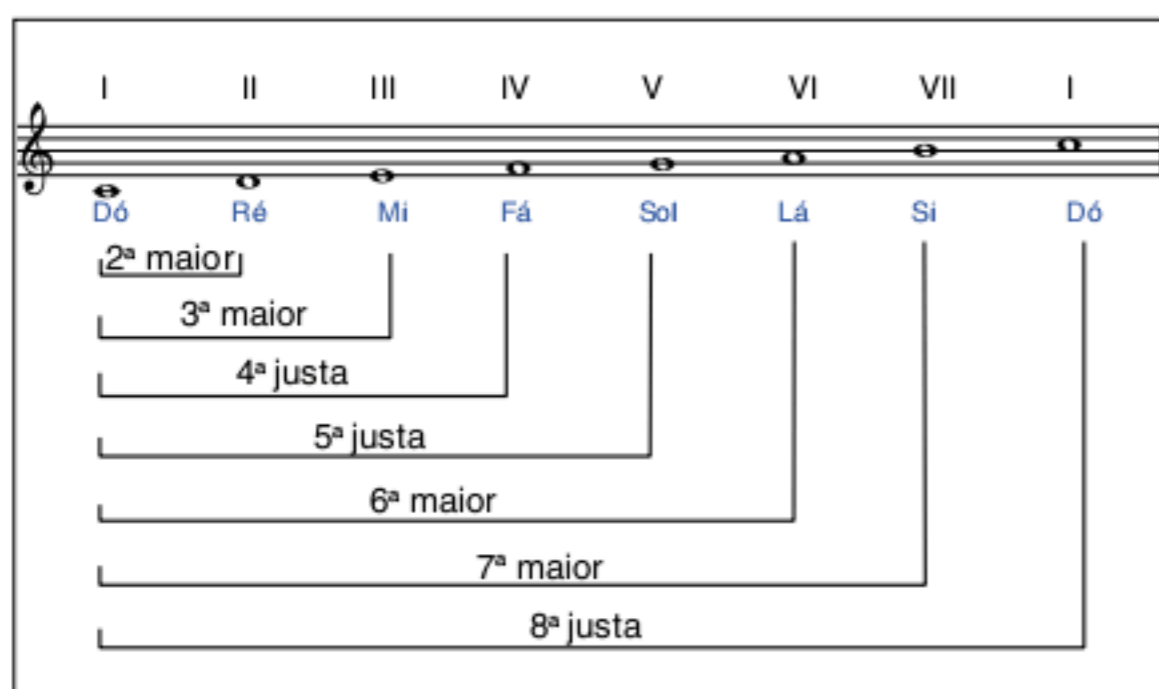 I II III IV V VI VII I
Dó Ré Mi Fá Sol Lá Si Dó
2ª maior
3ª maior
4ª justa
5ª justa
6ª maior
7ª maior
8ª justa